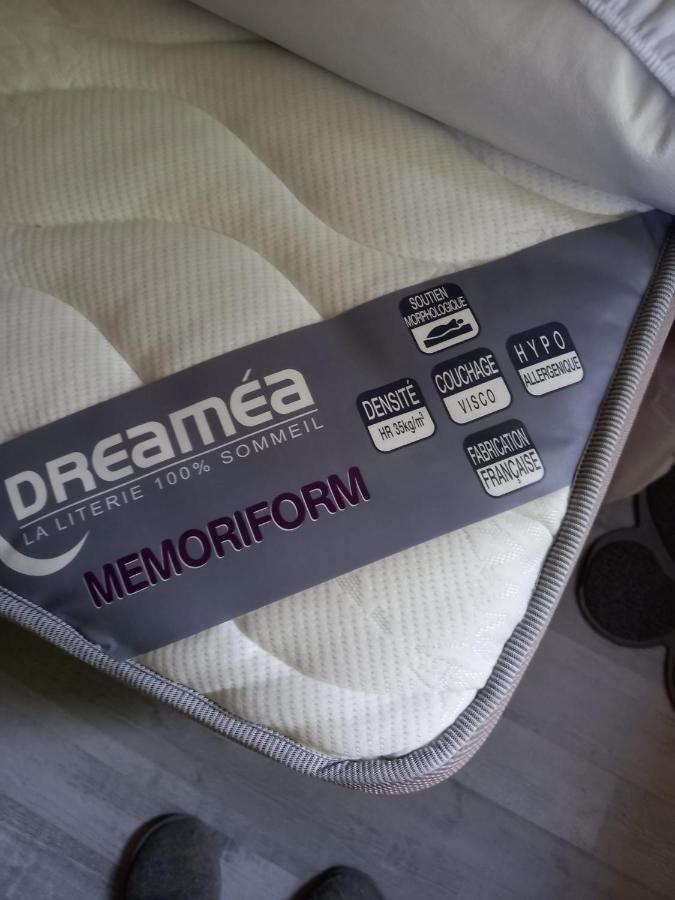 DREAMÉA
LA LITERIE 100% SOMMEIL
MEMORIFORM
SOUTIEN
MORPHOLOGIQUE
DENSITÉ
HR 35kg/m³
COUCHAGE
VISCO
HYPO
ALLERGENIQUE
FABRICATION
FRANÇAISE